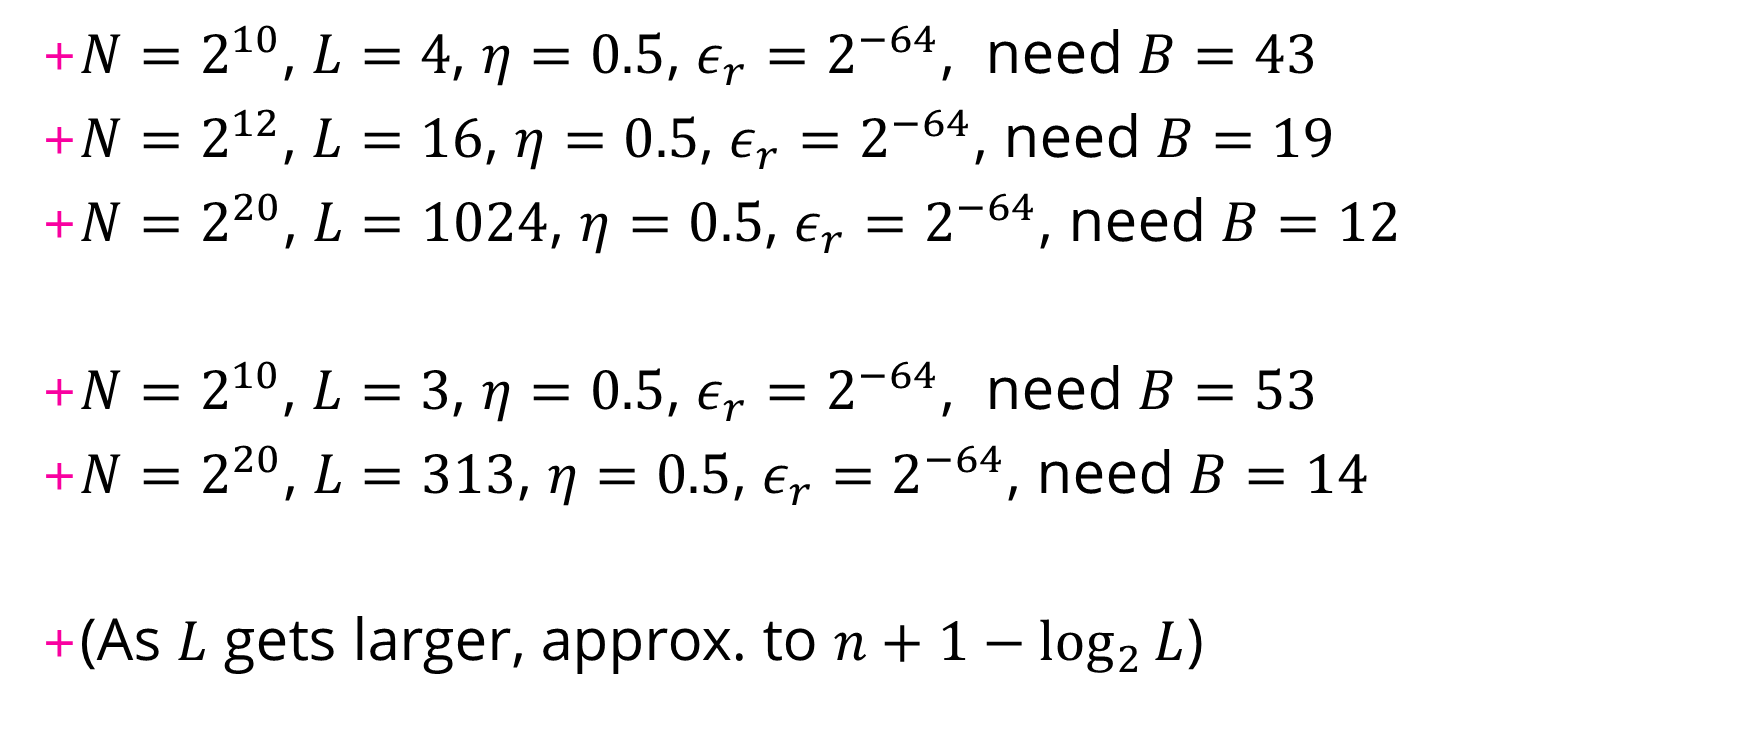 +N = 2^10, L = 4, η = 0.5, ϵ_r = 2^−64, need B = 43
+N = 2^12, L = 16, η = 0.5, ϵ_r = 2^−64, need B = 19
+N = 2^20, L = 1024, η = 0.5, ϵ_r = 2^−64, need B = 12
+N = 2^10, L = 3, η = 0.5, ϵ_r = 2^−64, need B = 53
+N = 2^20, L = 313, η = 0.5, ϵ_r = 2^−64, need B = 14
+(As L gets larger, approx. to n + 1 − log_2 L)